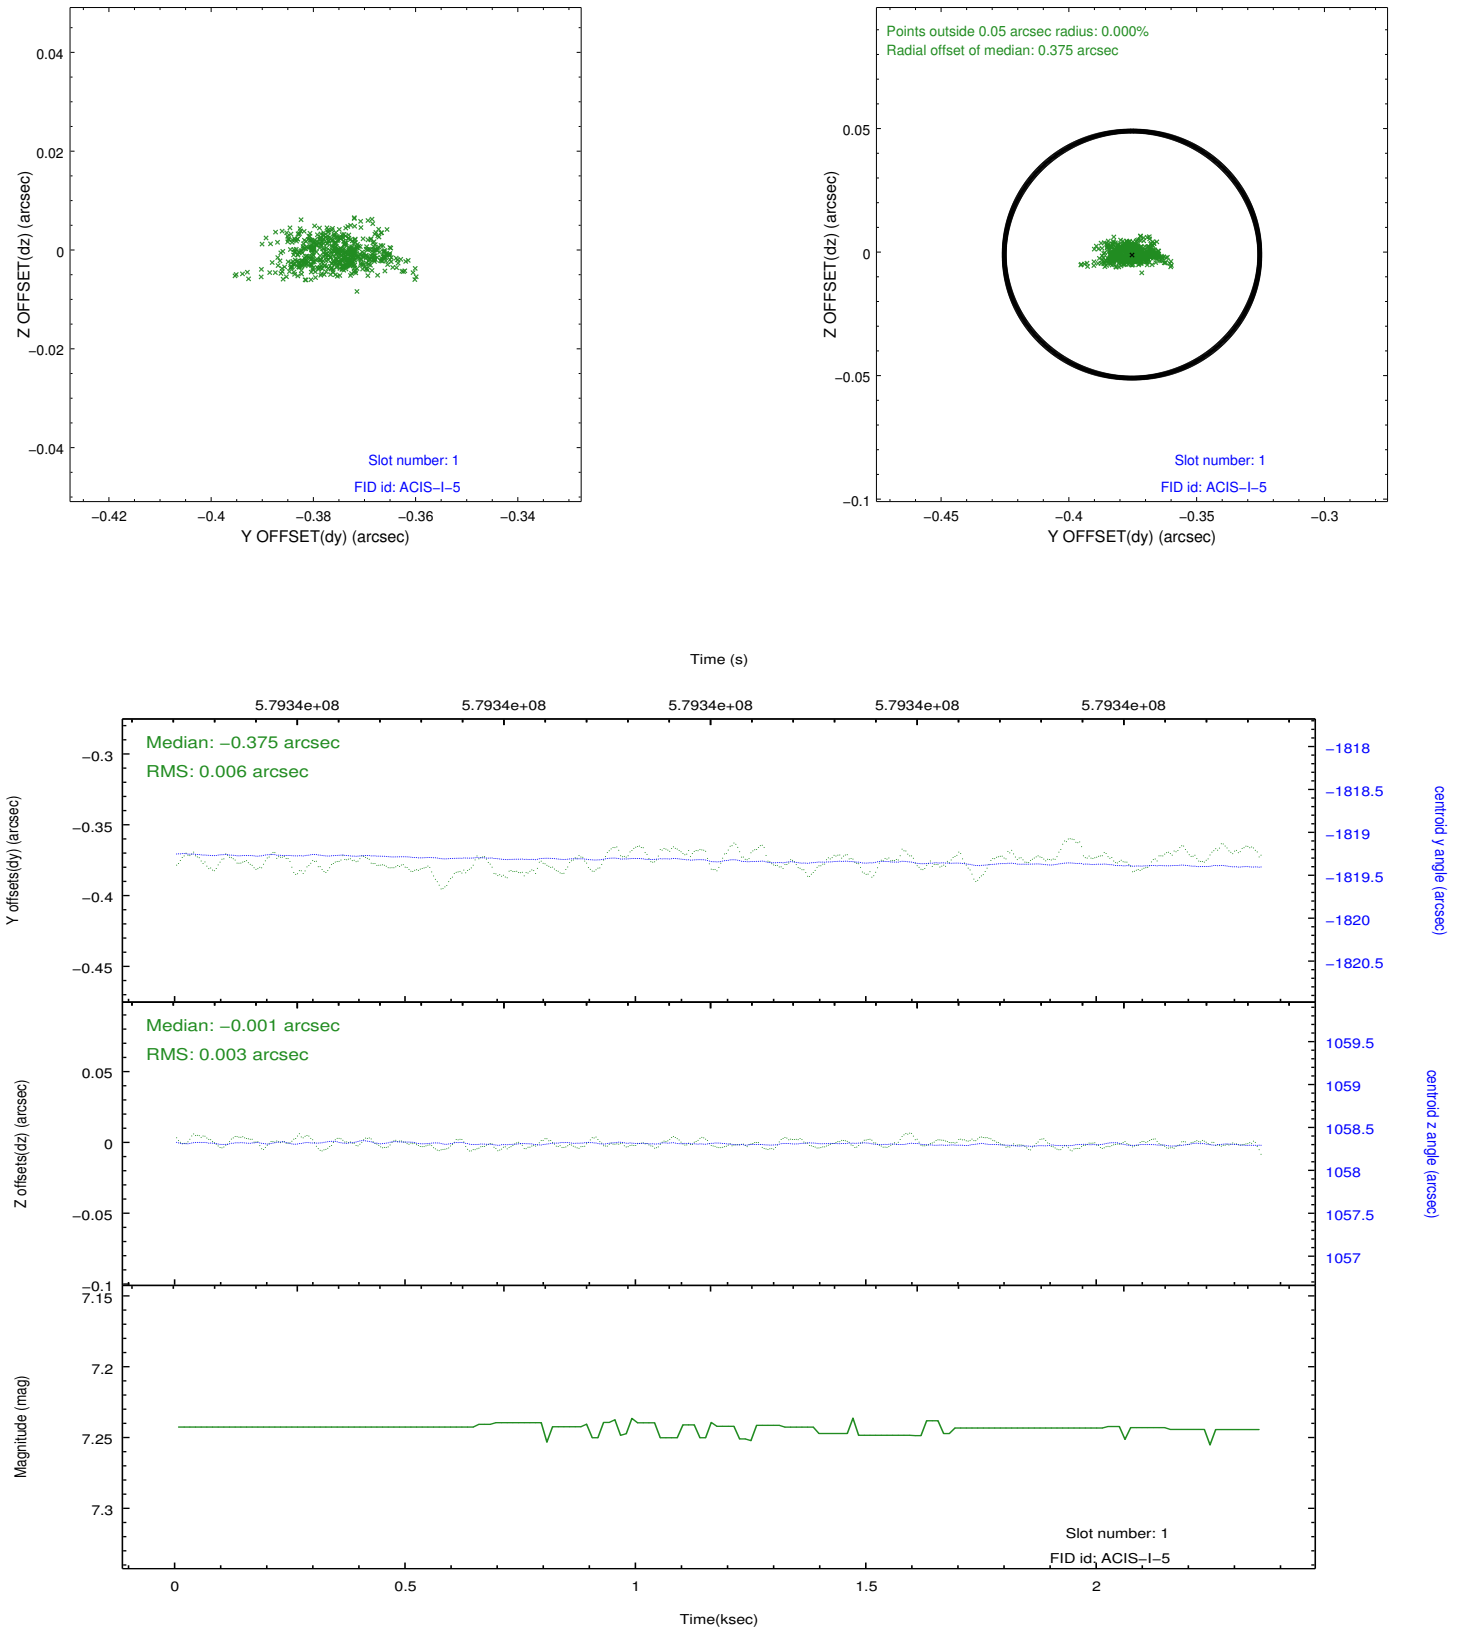 0.04
0.02
0
−0.02
−0.04
Z OFFSET(dz) (arcsec)
Slot number: 1
FID id: ACIS−I−5
−0.42 −0.4 −0.38 −0.36 −0.34
Y OFFSET(dy) (arcsec)
Points outside 0.05 arcsec radius: 0.000%
Radial offset of median: 0.375 arcsec
0.05
0
−0.05
−0.1
Z OFFSET(dz) (arcsec)
Slot number: 1
FID id: ACIS−I−5
−0.45 −0.4 −0.35 −0.3
Y OFFSET(dy) (arcsec)
Time (s)
5.7934e+08 5.7934e+08 5.7934e+08 5.7934e+08 5.7934e+08
Median: −0.375 arcsec
RMS: 0.006 arcsec
−0.3
−0.35
−0.4
−0.45
Y offsets(dy) (arcsec)
−1818
−1818.5
−1819
−1819.5
−1820
−1820.5
centroid y angle (arcsec)
Median: −0.001 arcsec
RMS: 0.003 arcsec
0.05
0
−0.05
−0.1
Z offsets(dz) (arcsec)
1059.5
1059
1058.5
1058
1057.5
1057
centroid z angle (arcsec)
7.15
7.2
7.25
7.3
Magnitude (mag)
Slot number: 1
FID id: ACIS−I−5
0 0.5 1 1.5 2
Time(ksec)